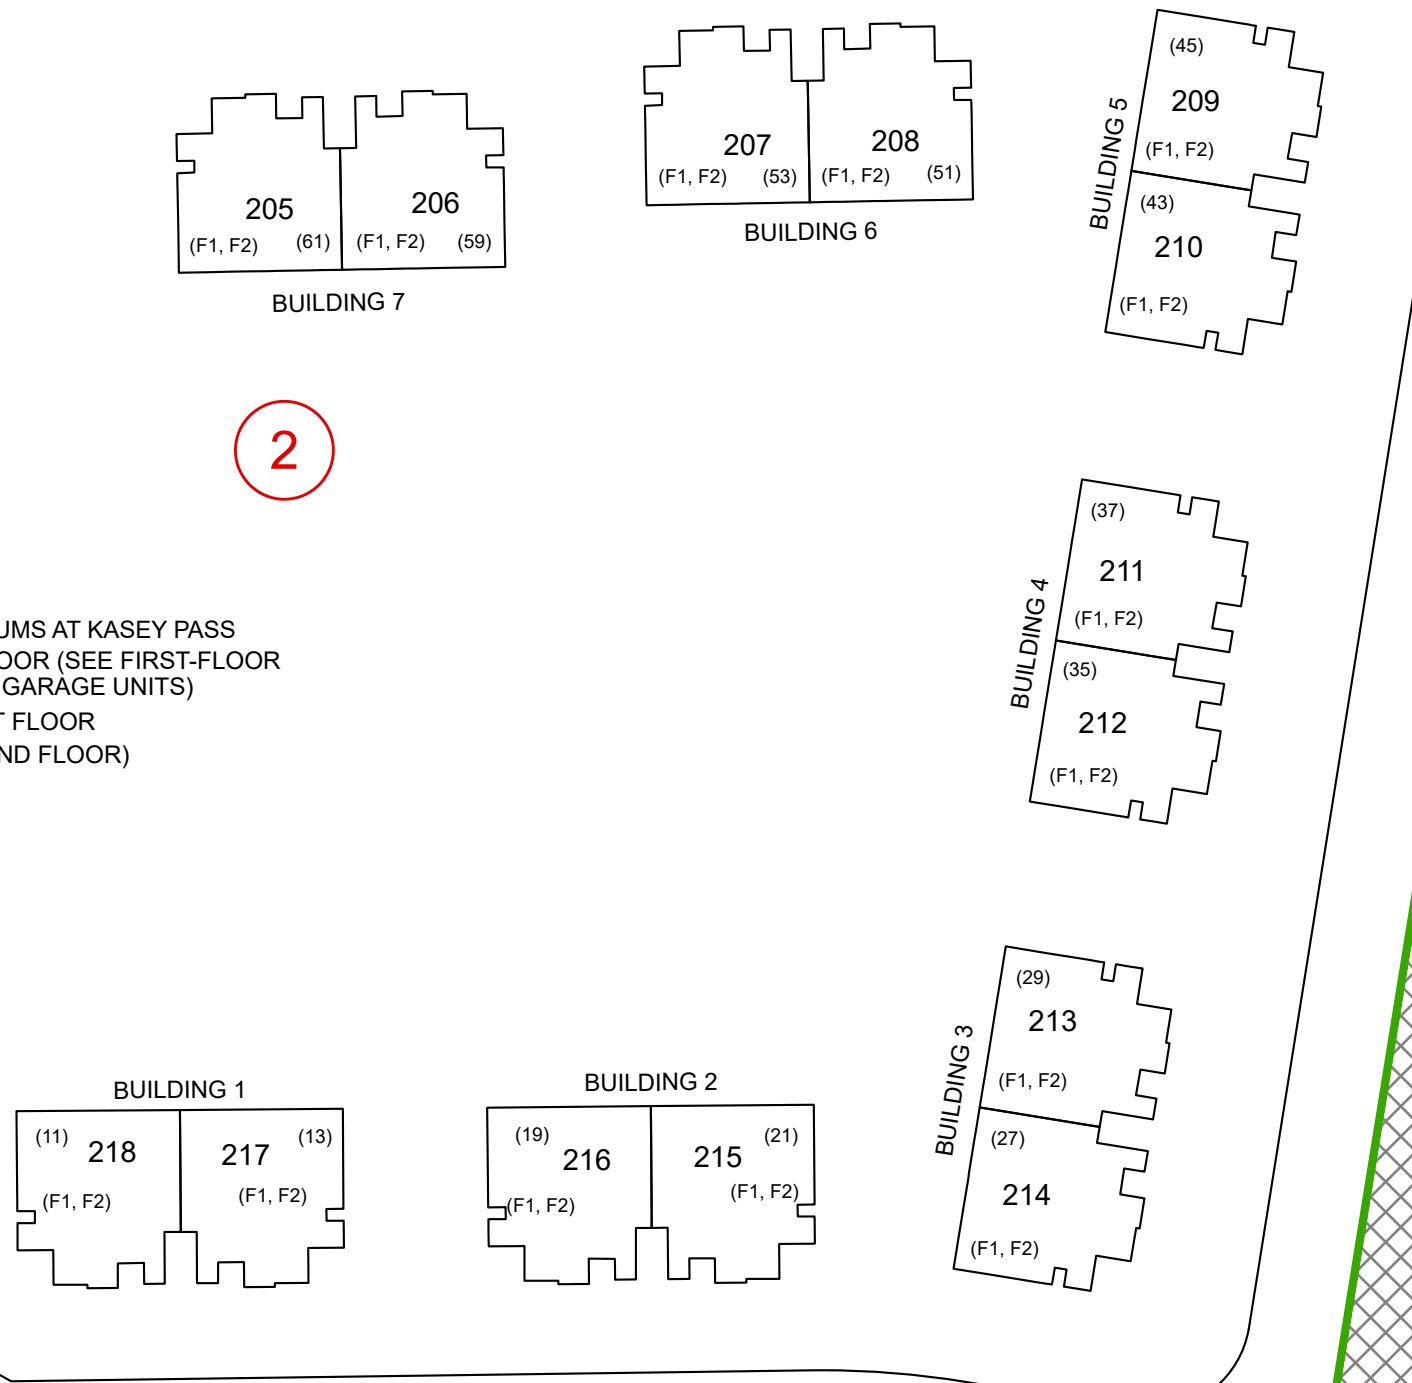 (45)
209
(F1, F2)
BUILDING 5
(43)
210
(F1, F2)
207
(F1, F2) (53)
208
(F1, F2) (51)
BUILDING 6
205
(F1, F2) (61)
206
(F1, F2) (59)
BUILDING 7
2
(37)
211
(F1, F2)
BUILDING 4
(35)
212
(F1, F2)
UMS AT KASEY PASS
OOR (SEE FIRST-FLOOR
GARAGE UNITS)
T FLOOR
ND FLOOR)
(29)
213
(F1, F2)
BUILDING 3
(27)
214
(F1, F2)
BUILDING 1
(11) 218
(F1, F2)
217 (13)
(F1, F2)
BUILDING 2
(19) 216
(F1, F2)
215 (21)
(F1, F2)